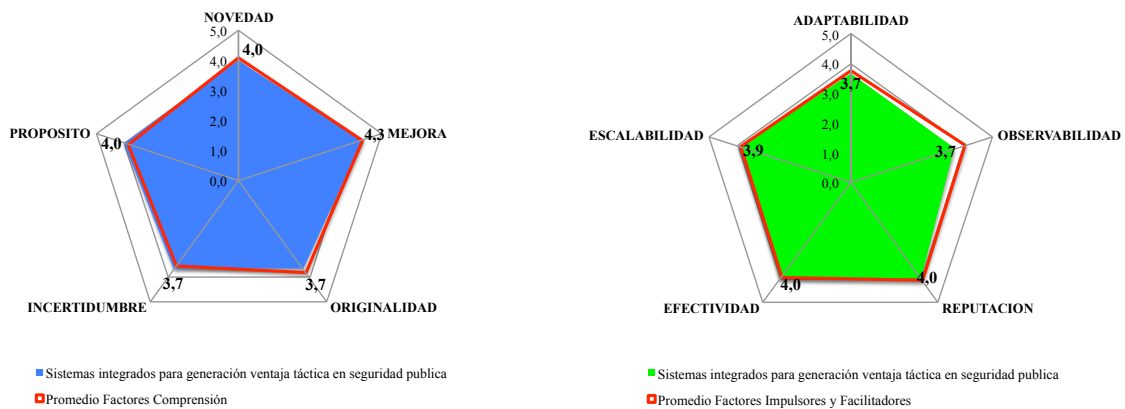 NOVEDAD
5,0
4,0
4,0
3,0
2,0
1,0
0,0
4,3 MEJORA
PROPOSITO
4,0
3,7
3,7
INCERTIDUMBRE
ORIGINALIDAD
Sistemas integrados para generación ventaja táctica en seguridad publica
Promedio Factores Comprensión
ADAPTABILIDAD
5,0
4,0
3,7
3,0
2,0
1,0
0,0
ESCALABILIDAD
3,9
3,7
OBSERVABILIDAD
4,0
4,0
EFECTIVIDAD
REPUTACION
Sistemas integrados para generación ventaja táctica en seguridad publica
Promedio Factores Impulsores y Facilitadores